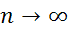 n → ∞